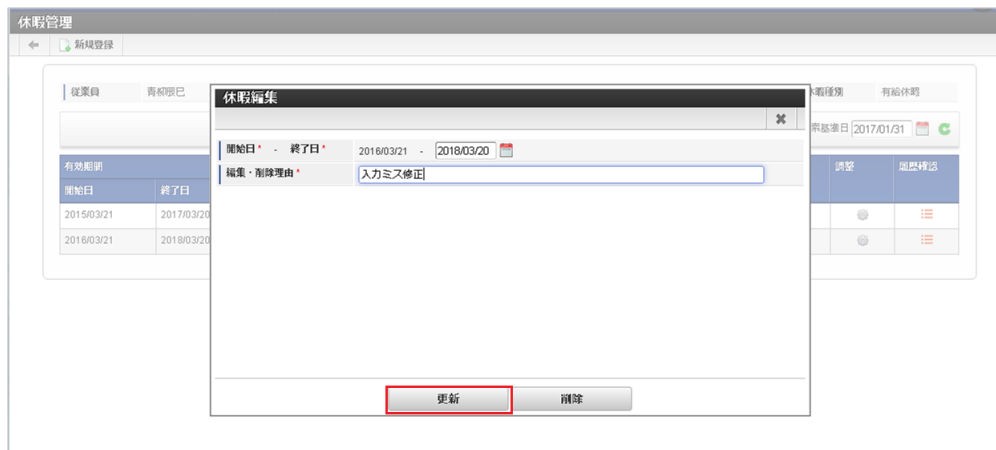 休暇管理
新規登録
従業員 青柳辰巳 休暇種別 有給休暇
索基準日 2017/01/31
有効期間 調整 履歴確認
開始日 終了日
2015/03/21 2017/03/20
2016/03/21 2018/03/20
休暇編集
開始日* - 終了日* 2016/03/21 - 2018/03/20
編集・削除理由* 入力ミス修正
更新 削除